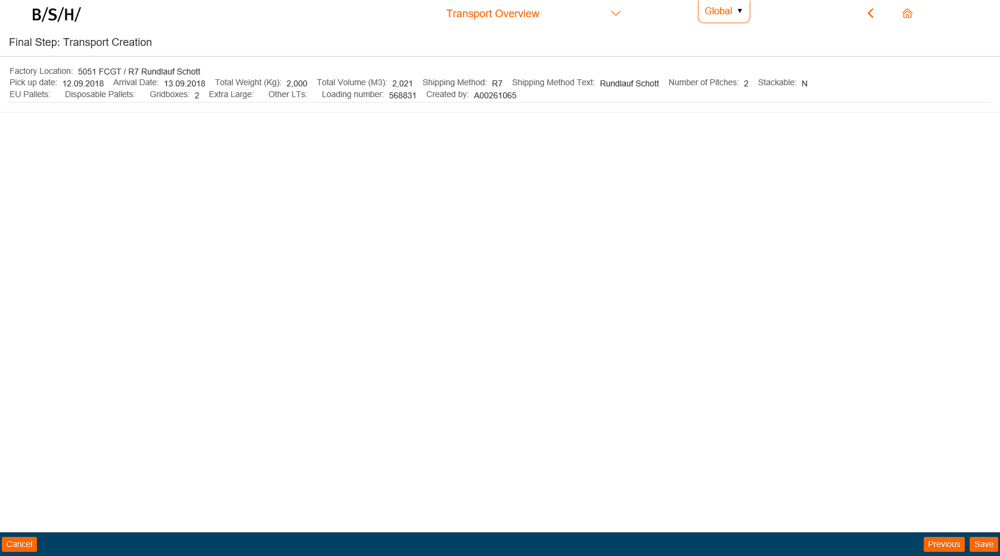 B/S/H/ Transport Overview Global ▼
Final Step: Transport Creation
Factory Location: 5051 FCGT / R7 Rundlauf Schott
Pick up date: 12.09.2018 Arrival Date: 13.09.2018 Total Weight (Kg): 2,000 Total Volume (M3): 2,021 Shipping Method: R7 Shipping Method Text: Rundlauf Schott Number of Pitches: 2 Stackable: N
EU Pallets: Disposable Pallets: Gridboxes: 2 Extra Large: Other LTs: Loading number: 568831 Created by: A00261065
Cancel Previous Save